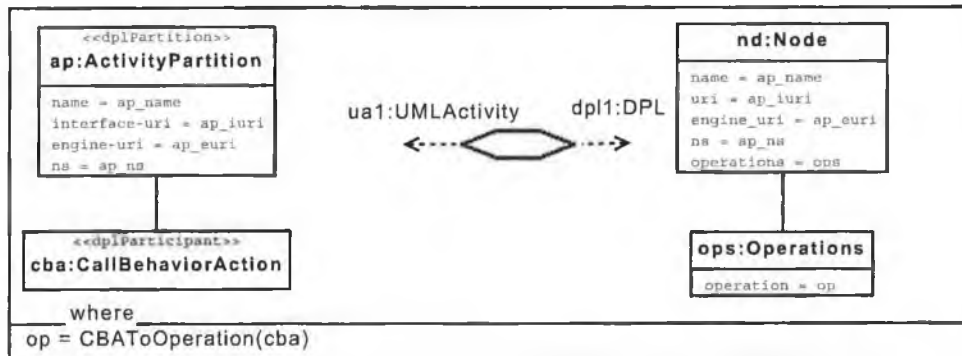 <<dplPartition>>
ap:ActivityPartition
name = ap_name
interface-uri = ap_iuri
engine-uri = ap_euri
ns = ap_ns
<<dplParticipant>>
cba:CallBehaviorAction
ua1:UMLActivity
dpl1:DPL
nd:Node
name = ap_name
uri = ap_iuri
engine_uri = ap_euri
ns = ap_ns
operations = ops
ops:Operations
operation = op
where
op = CBAToOperation(cba)